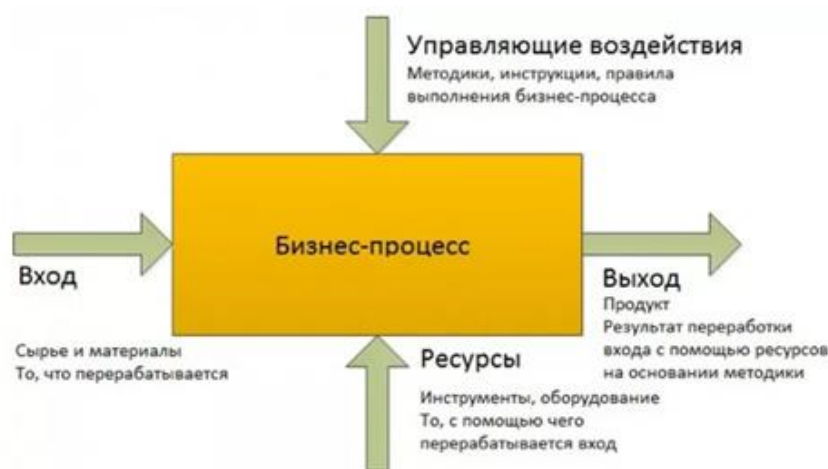 Управляющие воздействия
Методики, инструкции, правила
выполнения бизнес-процесса
Бизнес-процесс
Вход
Сырье и материалы
То, что перерабатывается
Выход
Продукт
Результат переработки
входа с помощью ресурсов
на основании методики
Ресурсы
Инструменты, оборудование
То, с помощью чего
перерабатывается вход